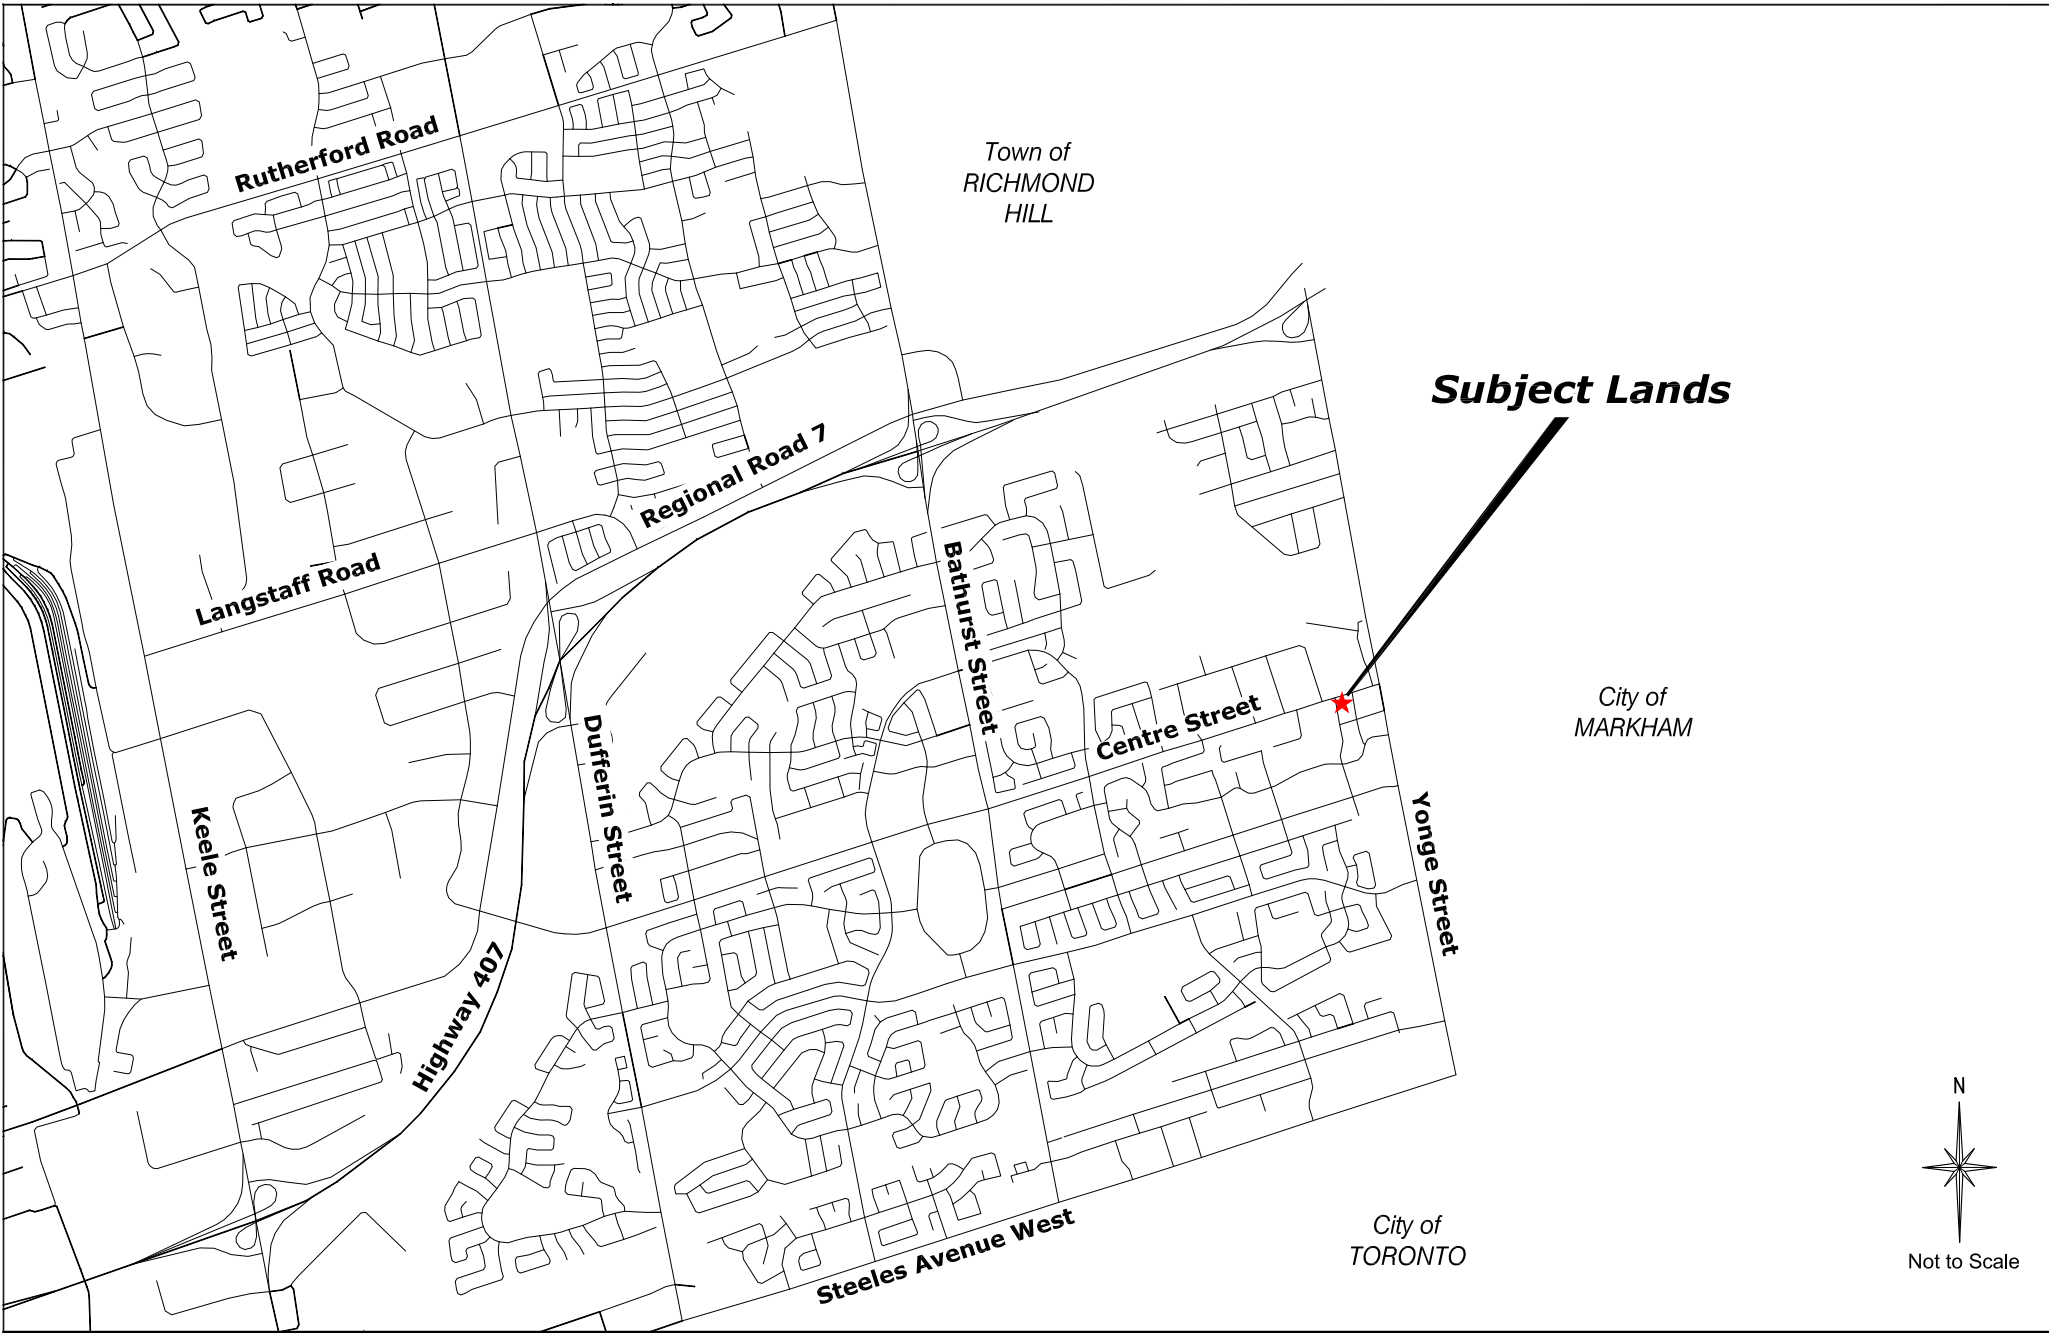 Rutherford Road
Town of
RICHMOND
HILL
Subject Lands
Regional Road 7
Langstaff Road
Bathurst Street
City of
MARKHAM
Centre Street
Dufferin Street
Keele Street
Yonge Street
Highway 407
N
Steeles Avenue West
City of
TORONTO
Not to Scale